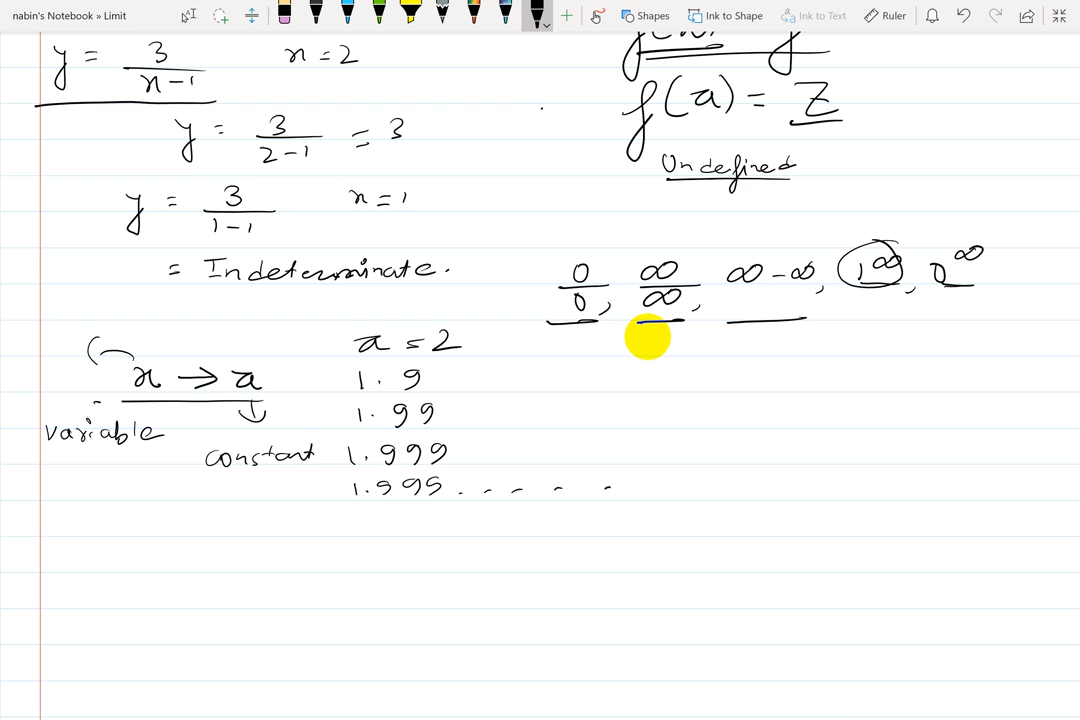 nabin's Notebook » Limit
Shapes Ink to Shape Ink to Text Ruler
y = 3/(x-1) x = 2
f(a) = Z
y = 3/(2-1) = 3
Undefined
y = 3/(1-1) x = 1
= Indeterminate.
0/0, ∞/∞, ∞-∞, 1^∞, 0^∞
a = 2
x → a 1.9
1.99
variable
constant 1.999
1.999. - - - -